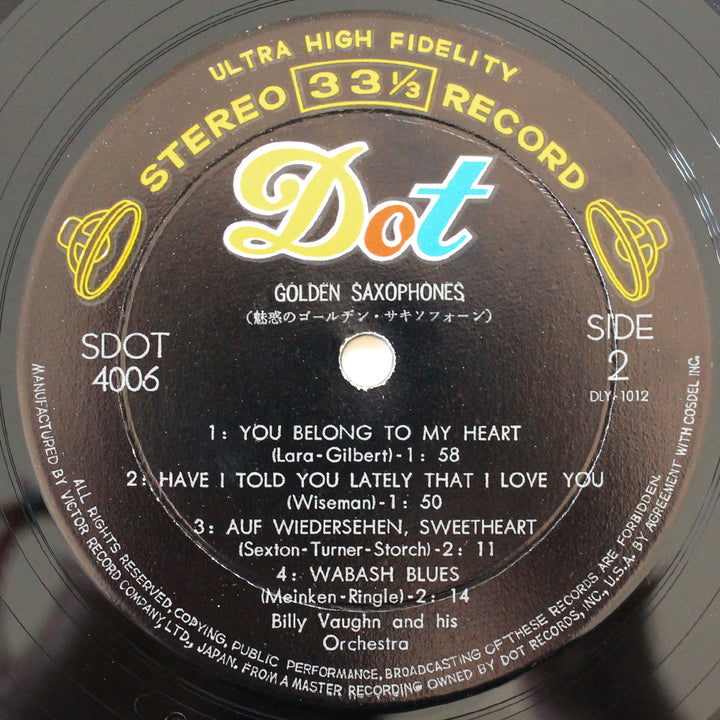 ULTRA HIGH FIDELITY
STEREO 33 1/3 RECORD
Dot
GOLDEN SAXOPHONES
(魅惑のゴールデン・サキソフォーン)
SDOT
4006
SIDE
2
DLY-1012
1: YOU BELONG TO MY HEART
(Lara-Gilbert)-1: 58
2: HAVE I TOLD YOU LATELY THAT I LOVE YOU
(Wiseman)-1: 50
3: AUF WIEDERSEHEN, SWEETHEART
(Sexton-Turner-Storch)-2: 11
4: WABASH BLUES
(Meinken-Ringle)-2: 14
Billy Vaughn and his
Orchestra
ALL RIGHTS RESERVED, COPYING, PUBLIC PERFORMANCE, BROADCASTING OF THESE RECORDS ARE FORBIDDEN.
MANUFACTURED BY VICTOR RECORD COMPANY, LTD., JAPAN. FROM A MASTER RECORDING OWNED BY DOT RECORDS, INC., U.S.A. BY AGREEMENT WITH COSDEL INC.